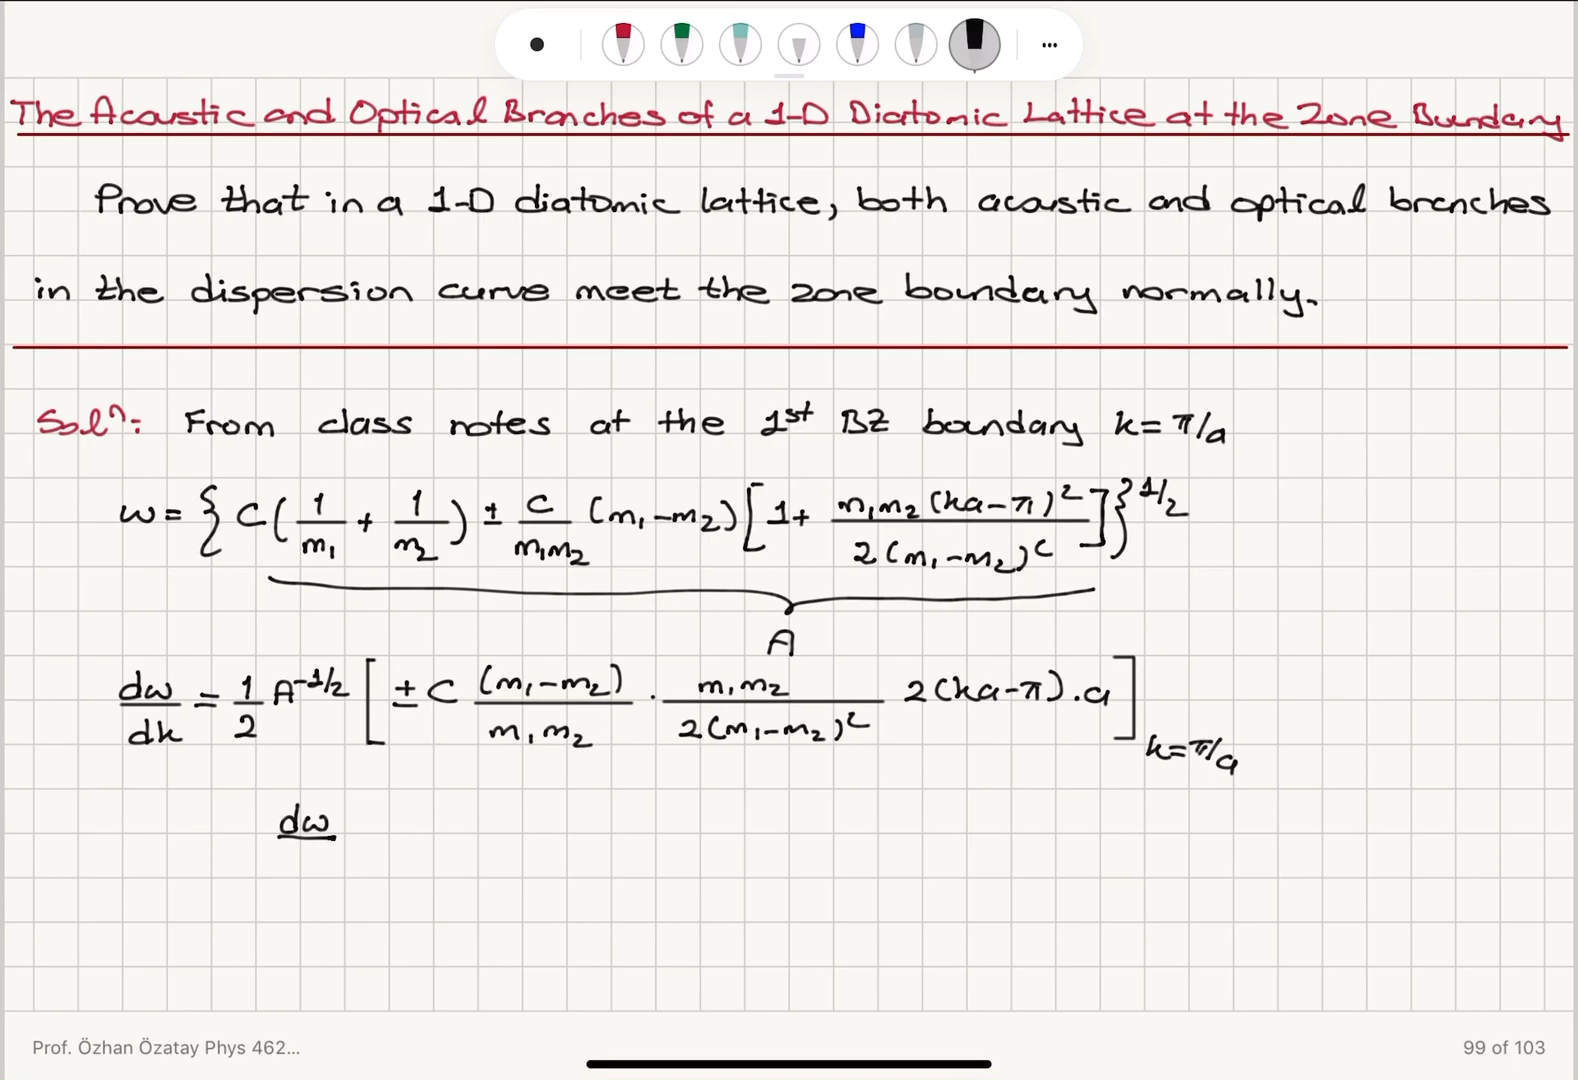 The Acoustic and Optical Branches of a 1-D Diatomic Lattice at the Zone Bundary
Prove that in a 1-D diatomic lattice, both acoustic and optical branches
in the dispersion curve meet the zone boundary normally.
Solⁿ: From class notes at the 1st BZ boundary k = π/a
ω = { C(1/m₁ + 1/m₂) ± C/m₁m₂ (m₁-m₂) [1 + m₁m₂(ka-π)²/2(m₁-m₂)²] }^1/2
A
dω/dk = 1/2 A^-1/2 [ ± C (m₁-m₂)/m₁m₂ · m₁m₂/2(m₁-m₂)² 2(ka-π).a ] k=π/a
dω
Prof. Özhan Özatay Phys 462...
99 of 103